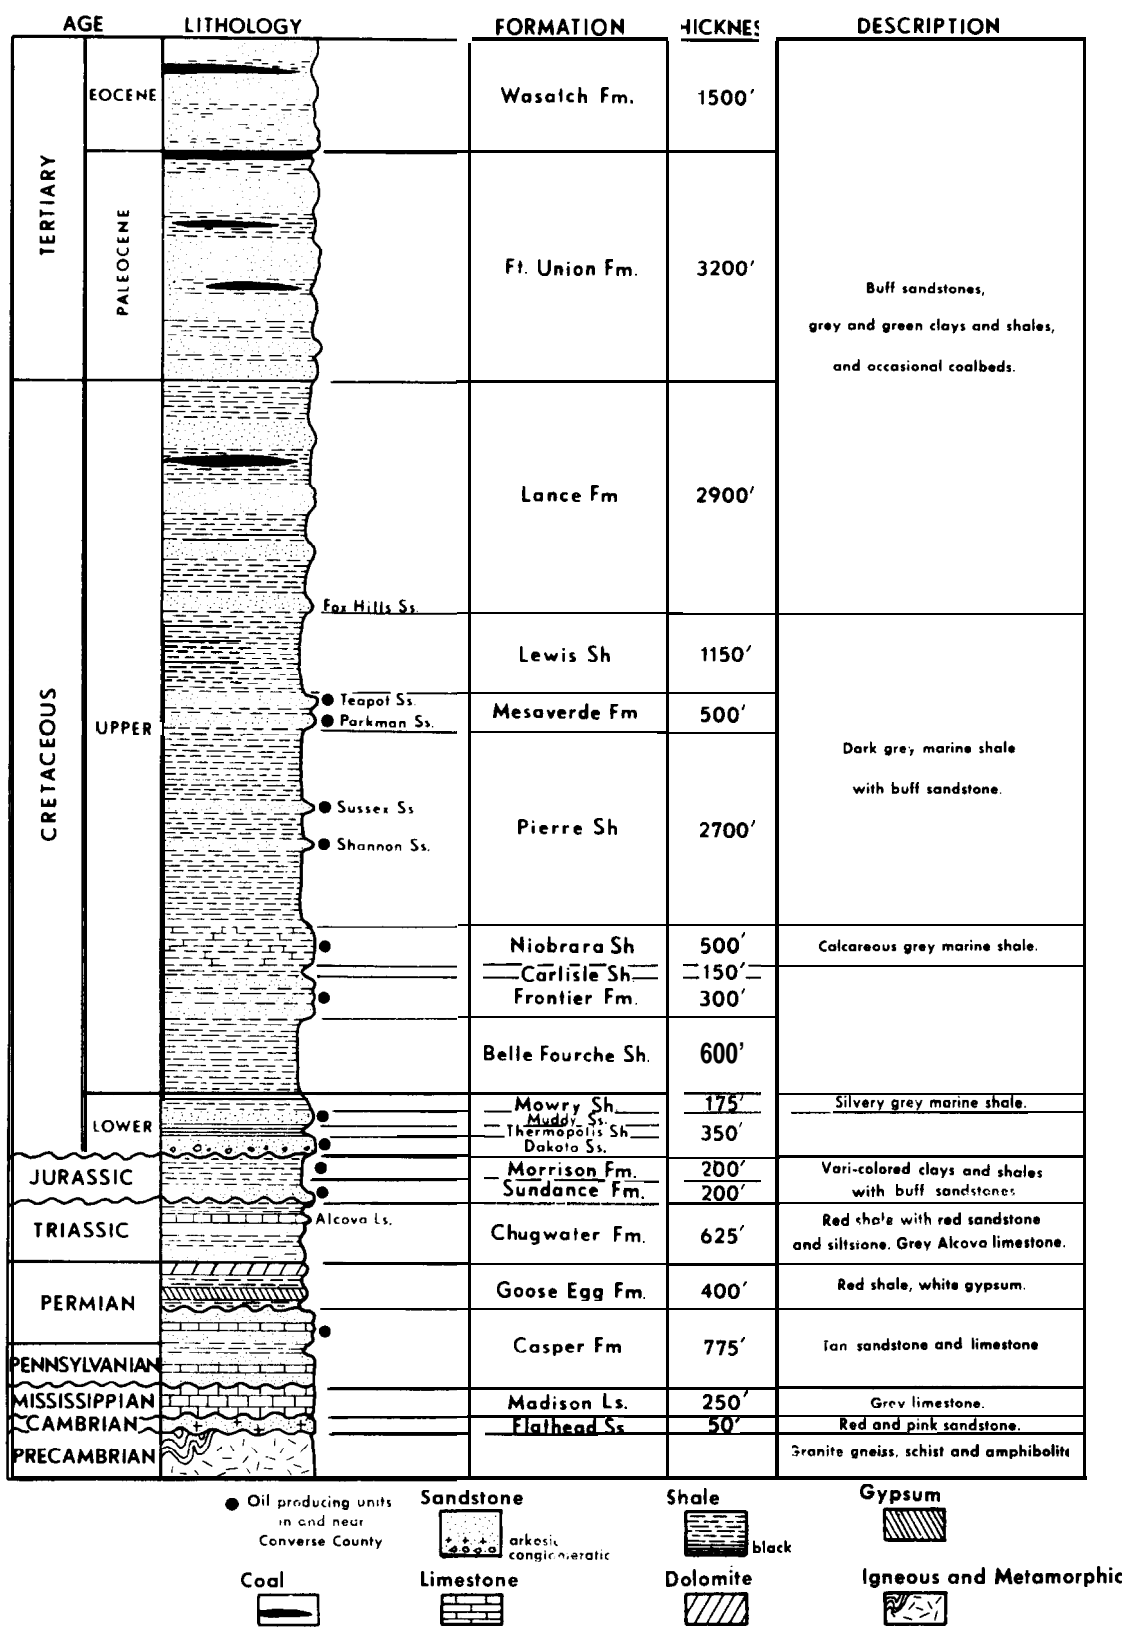 AGE LITHOLOGY FORMATION HICKNES DESCRIPTION
TERTIARY
EOCENE
Wasatch Fm. 1500'
PALEOCENE
Ft. Union Fm. 3200'
Buff sandstones,
grey and green clays and shales,
and occasional coalbeds.
CRETACEOUS
UPPER
Lance Fm 2900'
Fox Hills Ss.
Lewis Sh 1150'
Teapot Ss.
Parkman Ss.
Mesaverde Fm 500'
Dark grey marine shale
with buff sandstone.
Sussex Ss
Shannon Ss.
Pierre Sh 2700'
Niobrara Sh 500' Calcareous grey marine shale.
Carlisle Sh 150'
Frontier Fm. 300'
Belle Fourche Sh. 600'
LOWER
Mowry Sh. 175' Silvery grey marine shale.
Muddy Ss.
Thermopolis Sh 350'
Dakota Ss.
JURASSIC
Morrison Fm. 200' Vari-colored clays and shales
Sundance Fm. 200' with buff sandstones
TRIASSIC
Alcova Ls.
Chugwater Fm. 625'
Red shale with red sandstone
and siltstone. Grey Alcova limestone.
PERMIAN
Goose Egg Fm. 400' Red shale, white gypsum.
Casper Fm 775' Tan sandstone and limestone
PENNSYLVANIAN
MISSISSIPPIAN Madison Ls. 250' Grey limestone.
CAMBRIAN Flathead Ss 50' Red and pink sandstone.
PRECAMBRIAN Granite gneiss, schist and amphibolite
Oil producing units
in and near
Converse County
Sandstone
arkosic
conglomeratic
Shale
black
Gypsum
Coal
Limestone
Dolomite
Igneous and Metamorphic